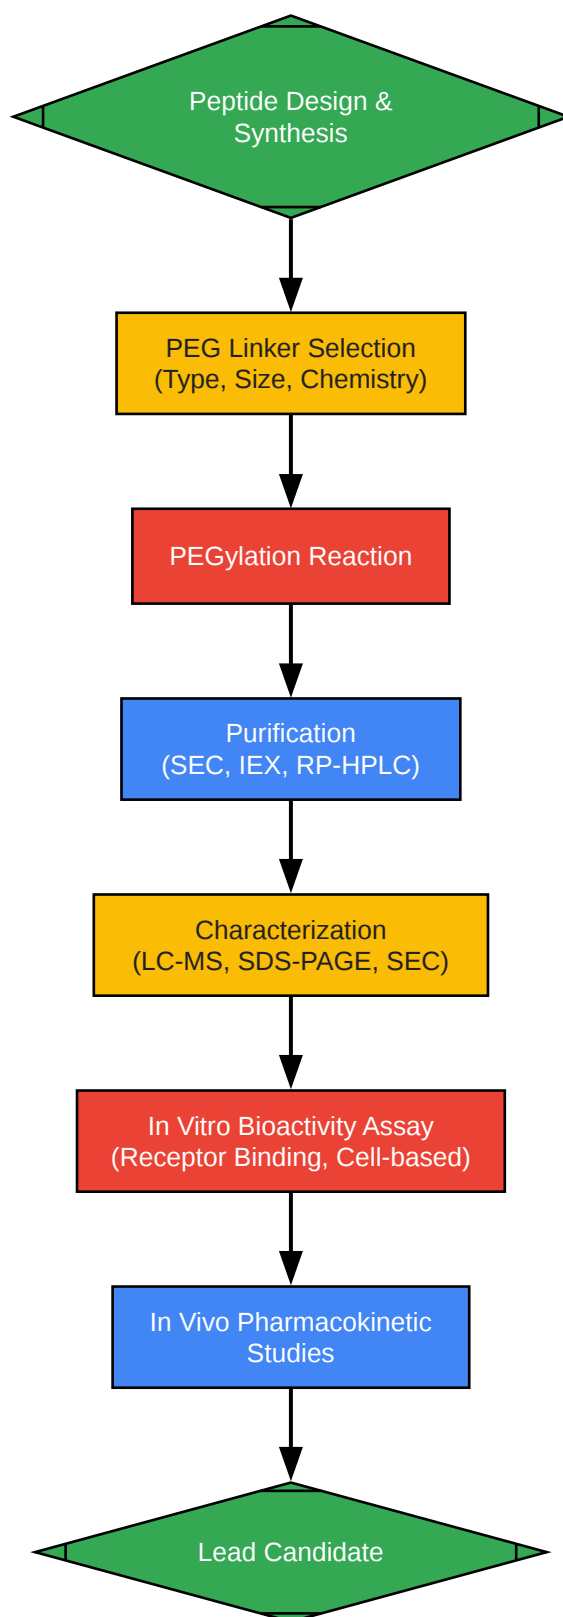 Peptide Design &
Synthesis
PEG Linker Selection
(Type, Size, Chemistry)
PEGylation Reaction
Purification
(SEC, IEX, RP-HPLC)
Characterization
(LC-MS, SDS-PAGE, SEC)
In Vitro Bioactivity Assay
(Receptor Binding, Cell-based)
In Vivo Pharmacokinetic
Studies
Lead Candidate